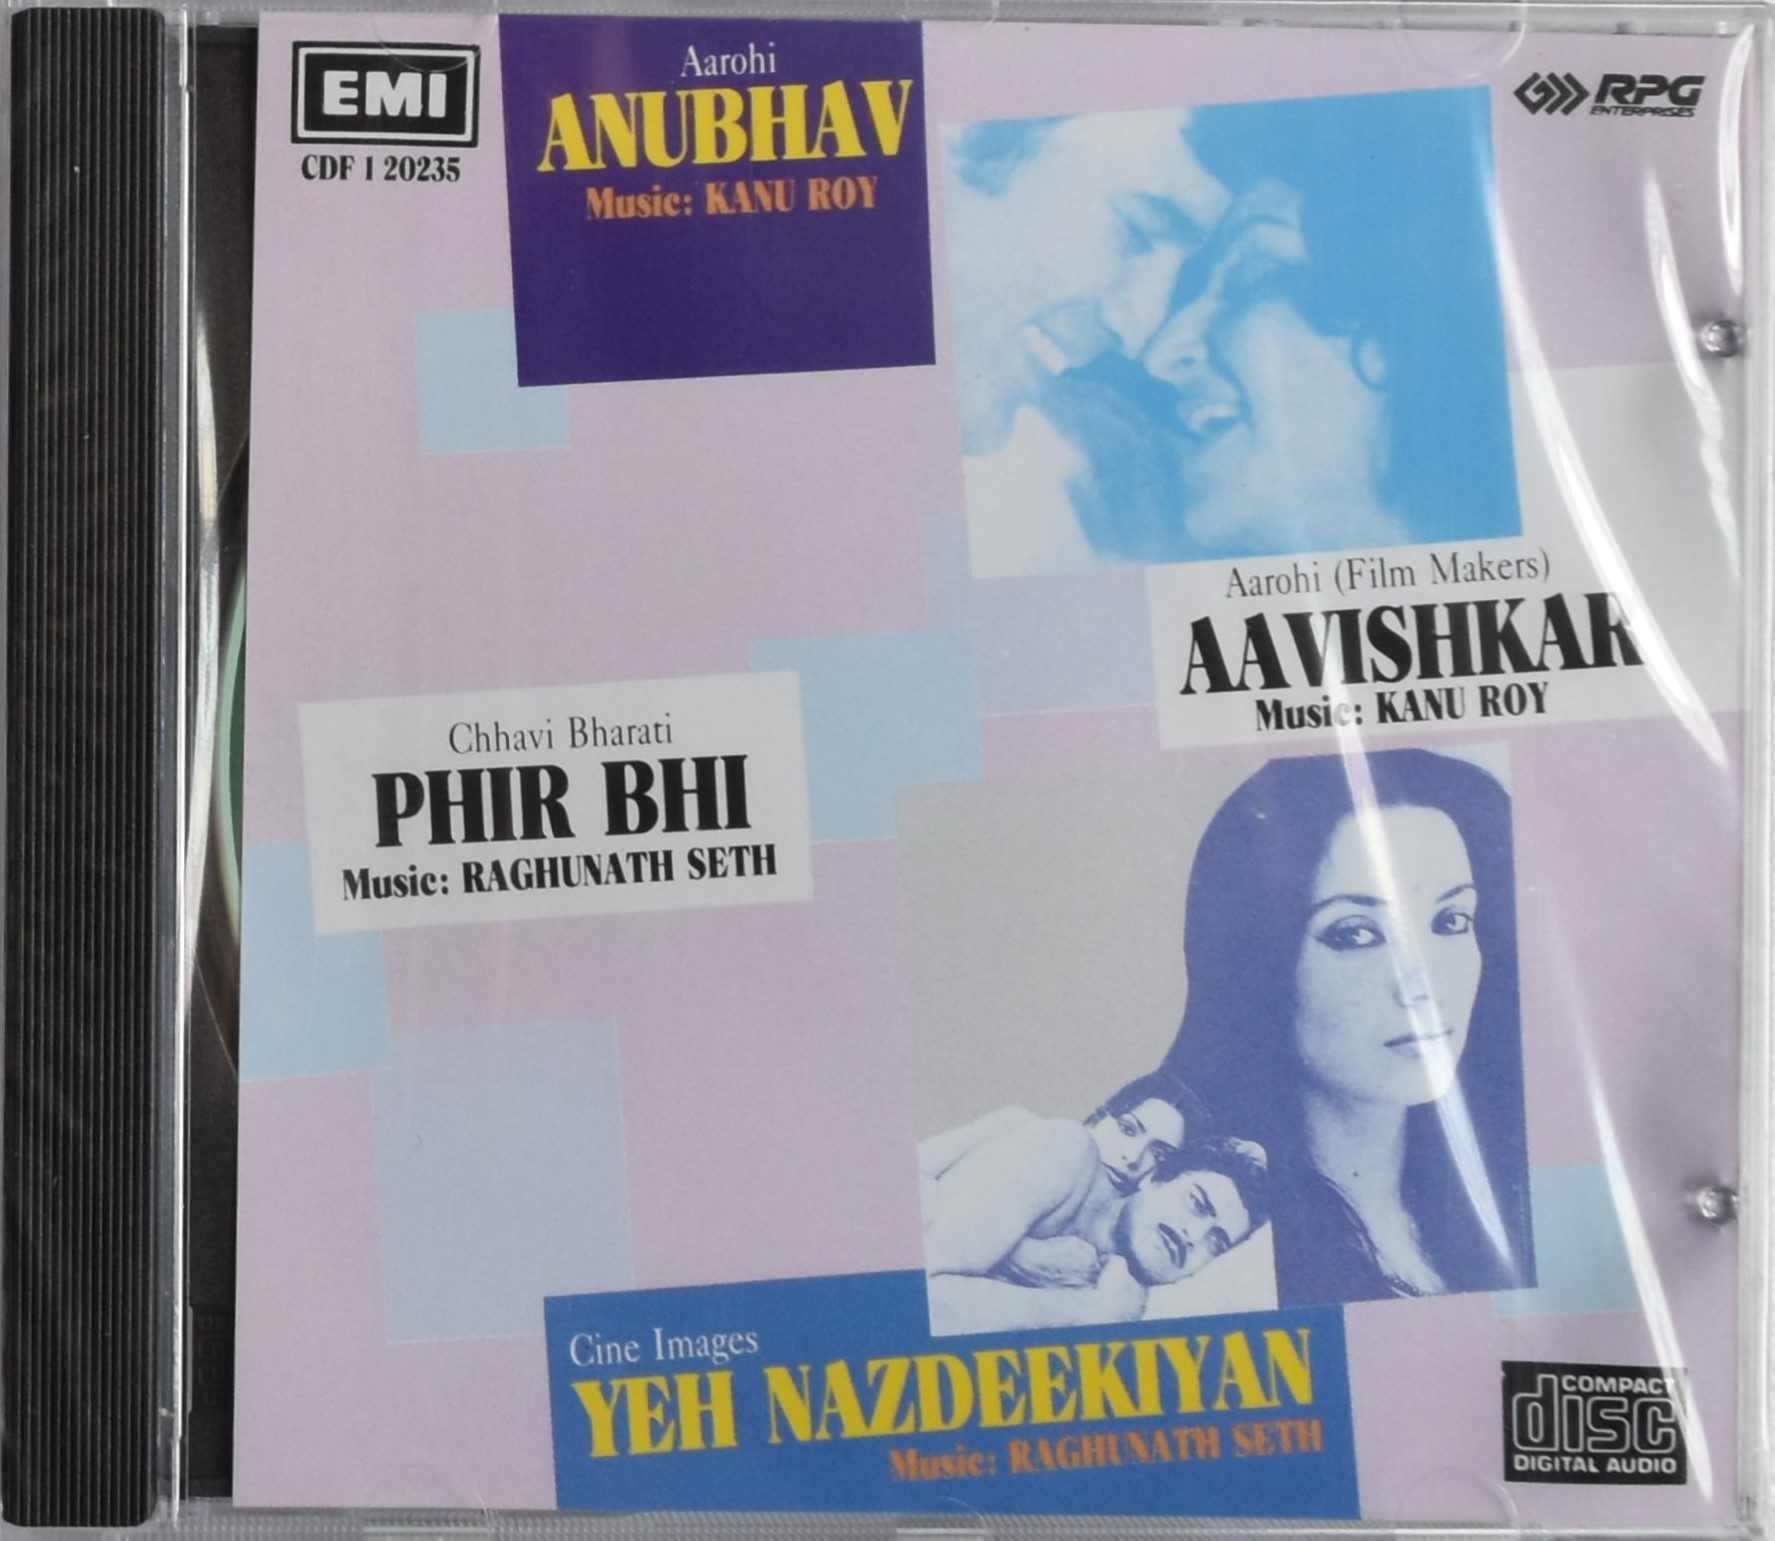 EMI
CDF 1 20235
Aarohi
ANUBHAV
Music: KANU ROY
RPG
ENTERPRISES
Aarohi (Film Makers)
AAVISHKAR
Music: KANU ROY
Chhavi Bharati
PHIR BHI
Music: RAGHUNATH SETH
Cine Images
YEH NAZDEEKIYAN
Music: RAGHUNATH SETH
COMPACT
disc
DIGITAL AUDIO